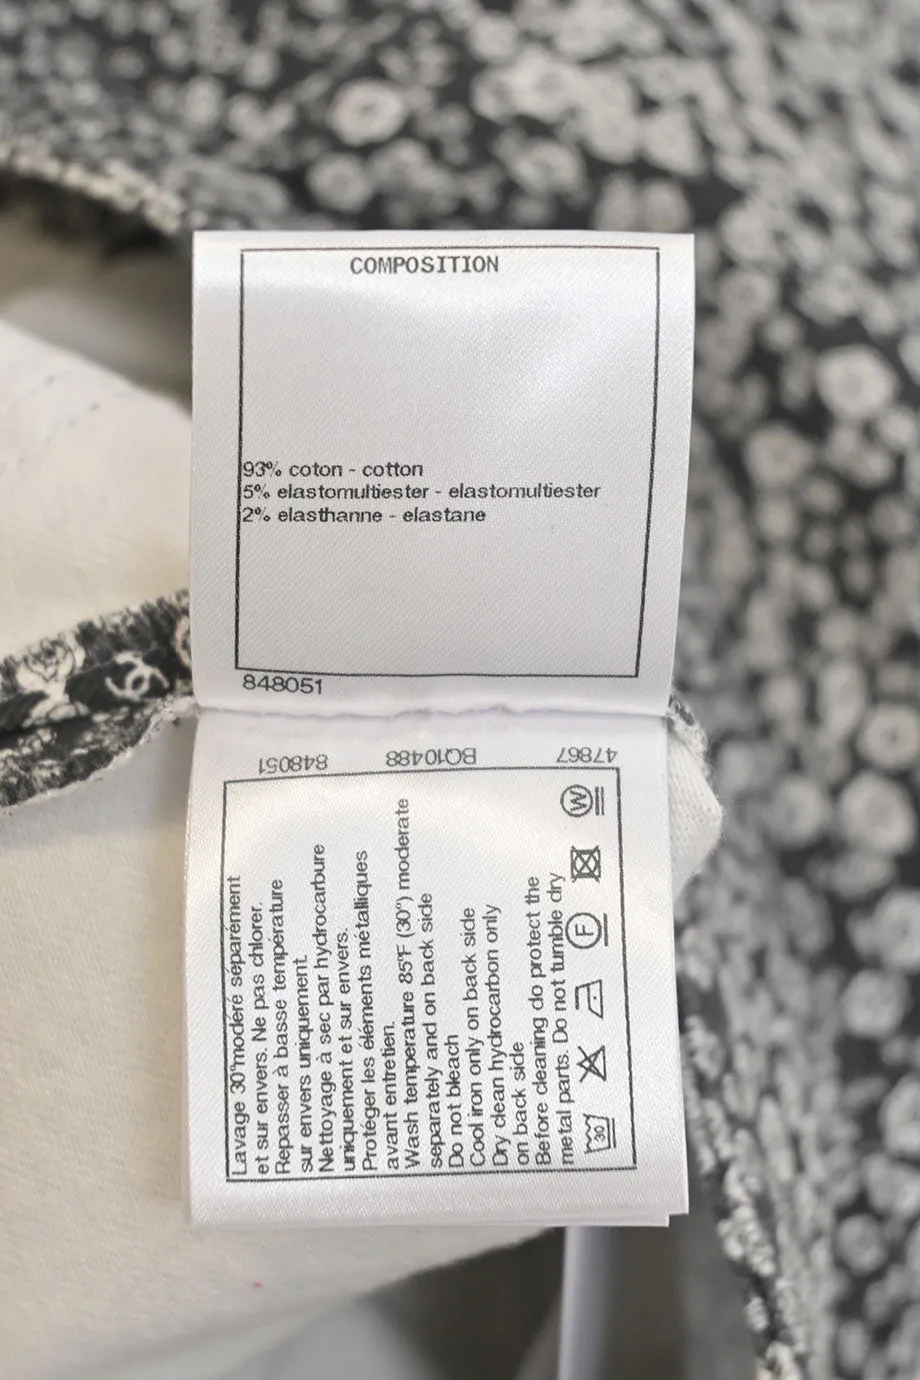 COMPOSITION
93% coton - cotton
5% elastomultiester - elastomultiester
2% elasthanne - elastane
848051
848051 BQ10488 47867
Lavage 30°modéré séparément
et sur envers. Ne pas chlorer.
Repasser à basse température
sur envers uniquement.
Nettoyage à sec par hydrocarbure
uniquement et sur envers.
Protéger les éléments métalliques
avant entretien.
Wash temperature 85°F (30°) moderate
separately and on back side
Do not bleach
Cool iron only on back side
Dry clean hydrocarbon only
on back side
Before cleaning do protect the
metal parts. Do not tumble dry
30 F W